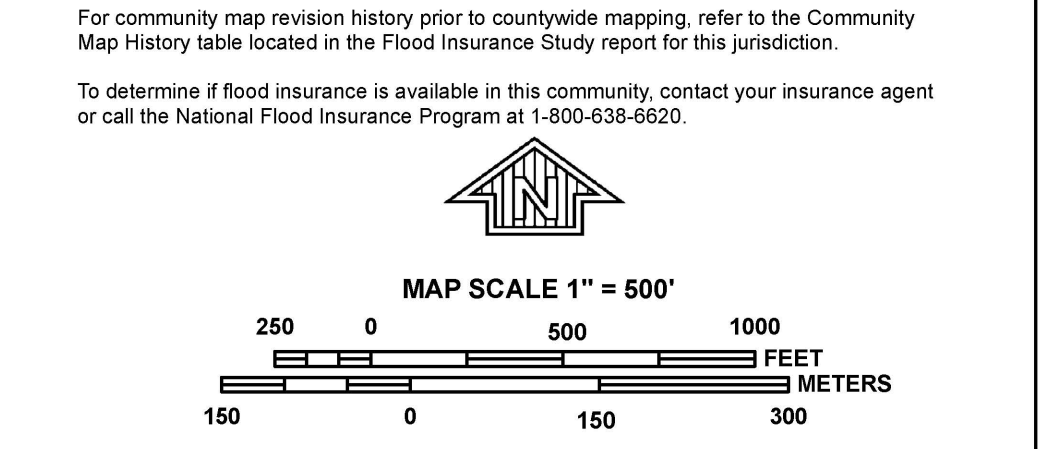 For community map revision history prior to countywide mapping, refer to the Community
Map History table located in the Flood Insurance Study report for this jurisdiction.
To determine if flood insurance is available in this community, contact your insurance agent
or call the National Flood Insurance Program at 1-800-638-6620.
N
MAP SCALE 1" = 500'
250 0 500 1000
FEET
METERS
150 0 150 300